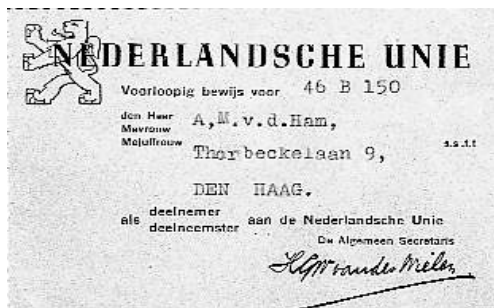 NEDERLANDSCHE UNIE
Voorloopig bewijs voor 46 B 150
den Heer
Mevrouw
Mejuffrouw
A,M.v.d.Ham,
Thorbeckelaan 9,
s.s.t.t
DEN HAAG.
als deelnemer
deelneemster
aan de Nederlandsche Unie
De Algemeen Secretaris